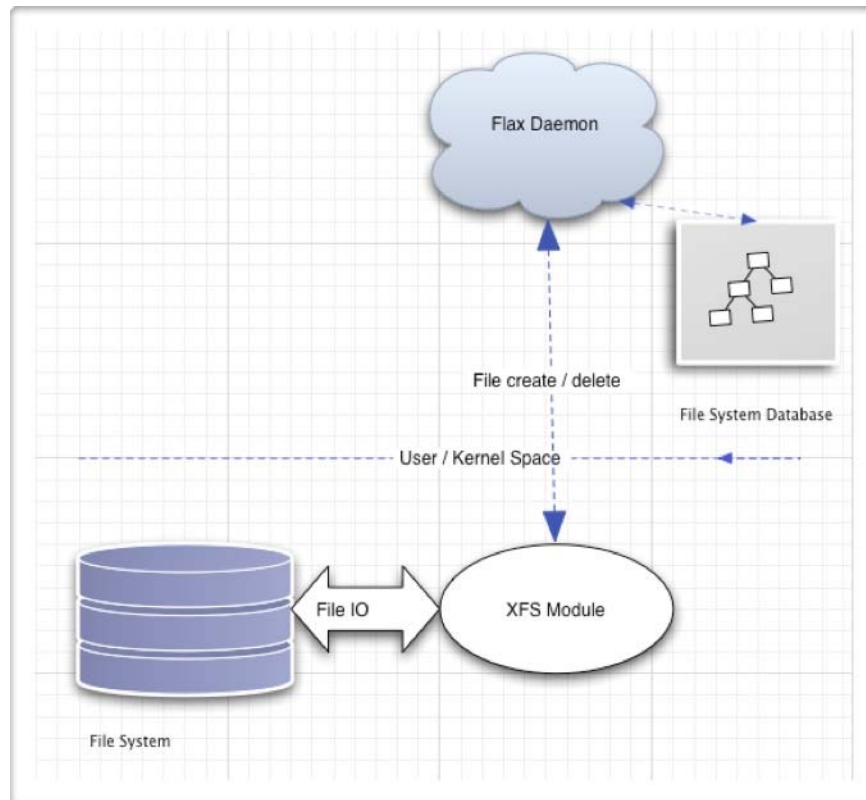 Flax Daemon
File create / delete
File System Database
User / Kernel Space
File IO
XFS Module
File System